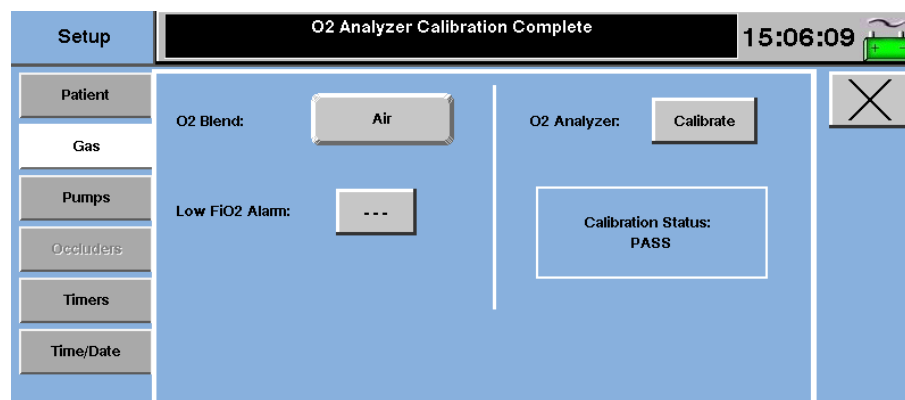 Setup
O2 Analyzer Calibration Complete
15:06:09
Patient
Gas
Pumps
Occluders
Timers
Time/Date
O2 Blend:
Air
Low FiO2 Alarm:
---
O2 Analyzer:
Calibrate
Calibration Status:
PASS